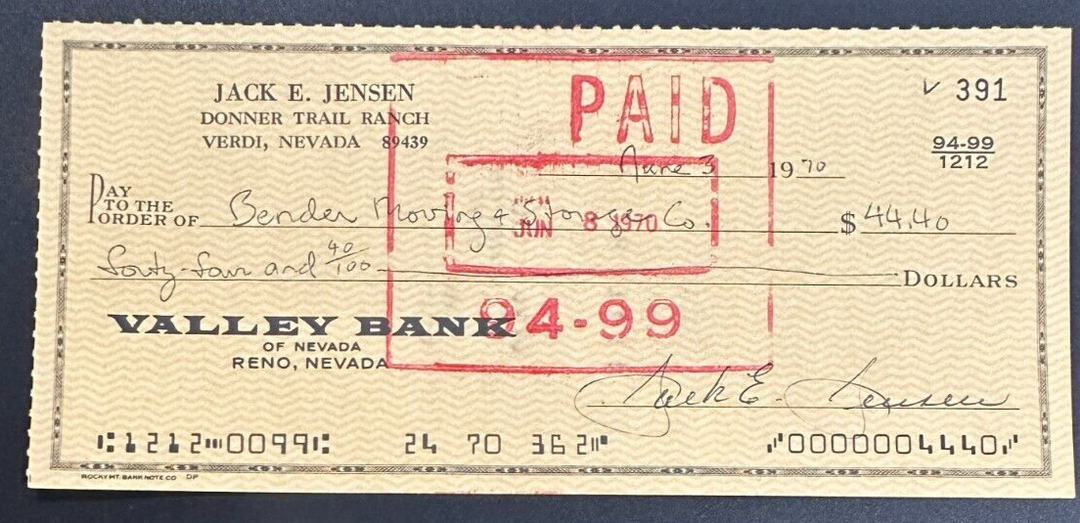 JACK E. JENSEN
DONNER TRAIL RANCH
VERDI, NEVADA 89439
PAID
✓ 391
94-99
1212
June 3 1970
PAY
TO THE
ORDER OF Bender Moving & Storage Co. $44.40
JUN 8 1970
forty-four and 40/100 DOLLARS
94-99
VALLEY BANK
OF NEVADA
RENO, NEVADA
Jack E. Jensen
⑆1212⑉0099⑆ 24 70 362⑈ ⑇0000004440⑇
ROCKY MT. BANK NOTE CO DP